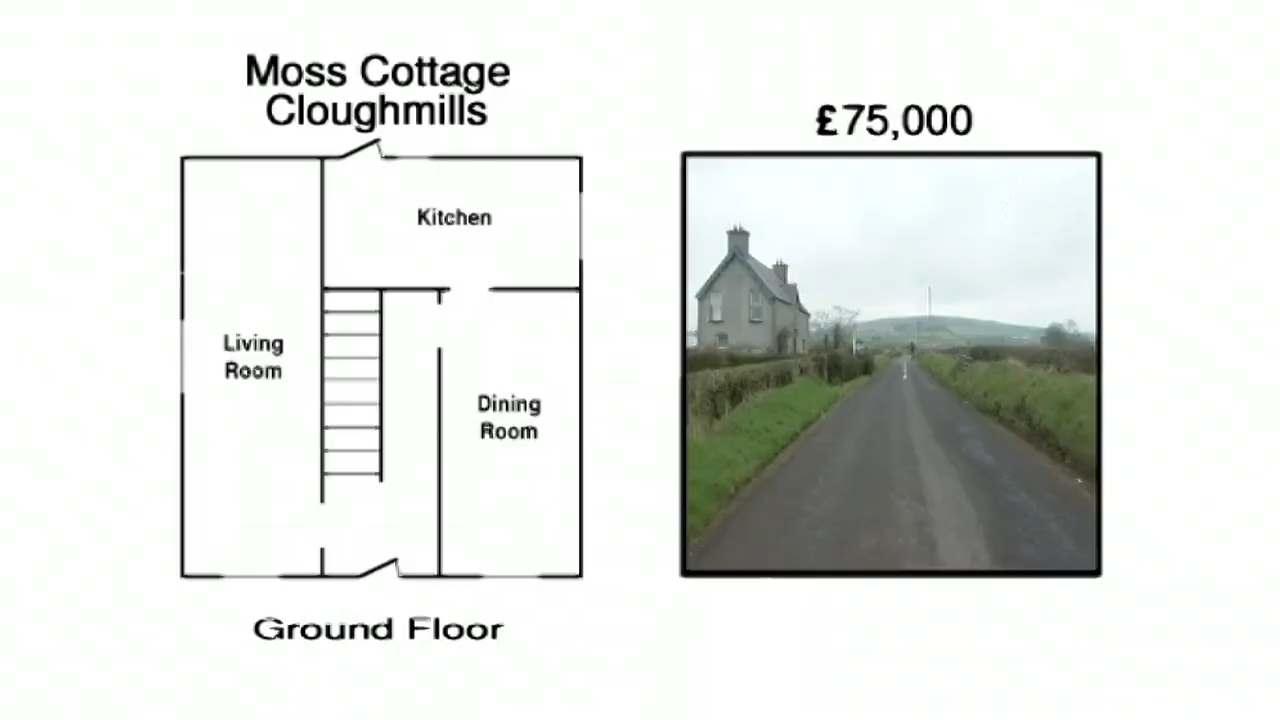 Moss Cottage
Cloughmills
£75,000
Kitchen
Living
Room
Dining
Room
Ground Floor